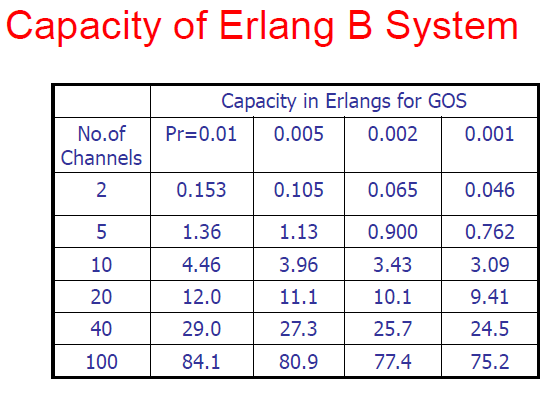 Capacity of Erlang B System
Capacity in Erlangs for GOS
No.of Channels Pr=0.01 0.005 0.002 0.001
2 0.153 0.105 0.065 0.046
5 1.36 1.13 0.900 0.762
10 4.46 3.96 3.43 3.09
20 12.0 11.1 10.1 9.41
40 29.0 27.3 25.7 24.5
100 84.1 80.9 77.4 75.2